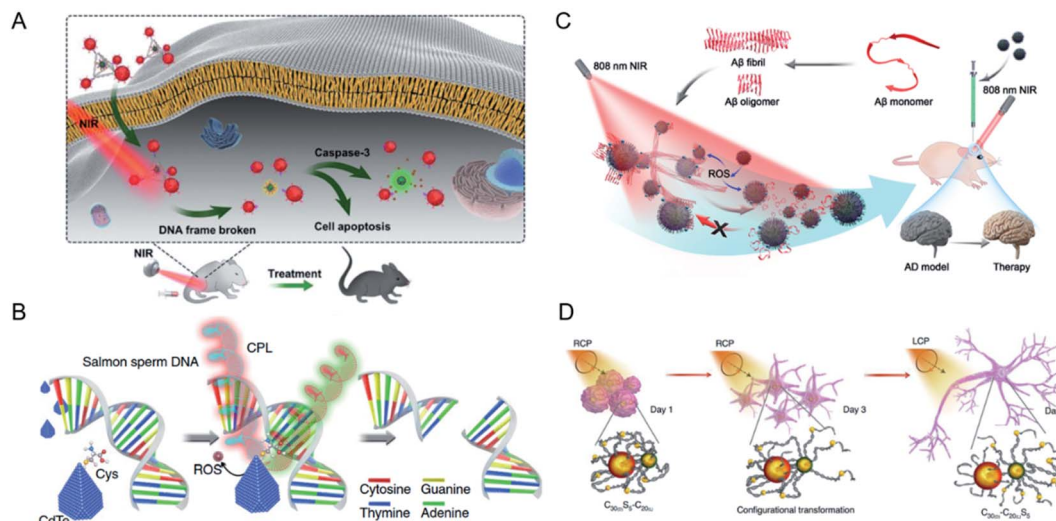 A
NIR
Caspase-3
DNA frame broken
Cell apoptosis
NIR
Treatment
B
Salmon sperm DNA
CPL
Cys
ROS
CdTe
Cytosine
Guanine
Thymine
Adenine
C
808 nm NIR
Aβ fibril
Aβ oligomer
Aβ monomer
808 nm NIR
ROS
X
AD model
Therapy
D
RCP
RCP
LCP
Day 1
Day 3
Configurational transformation